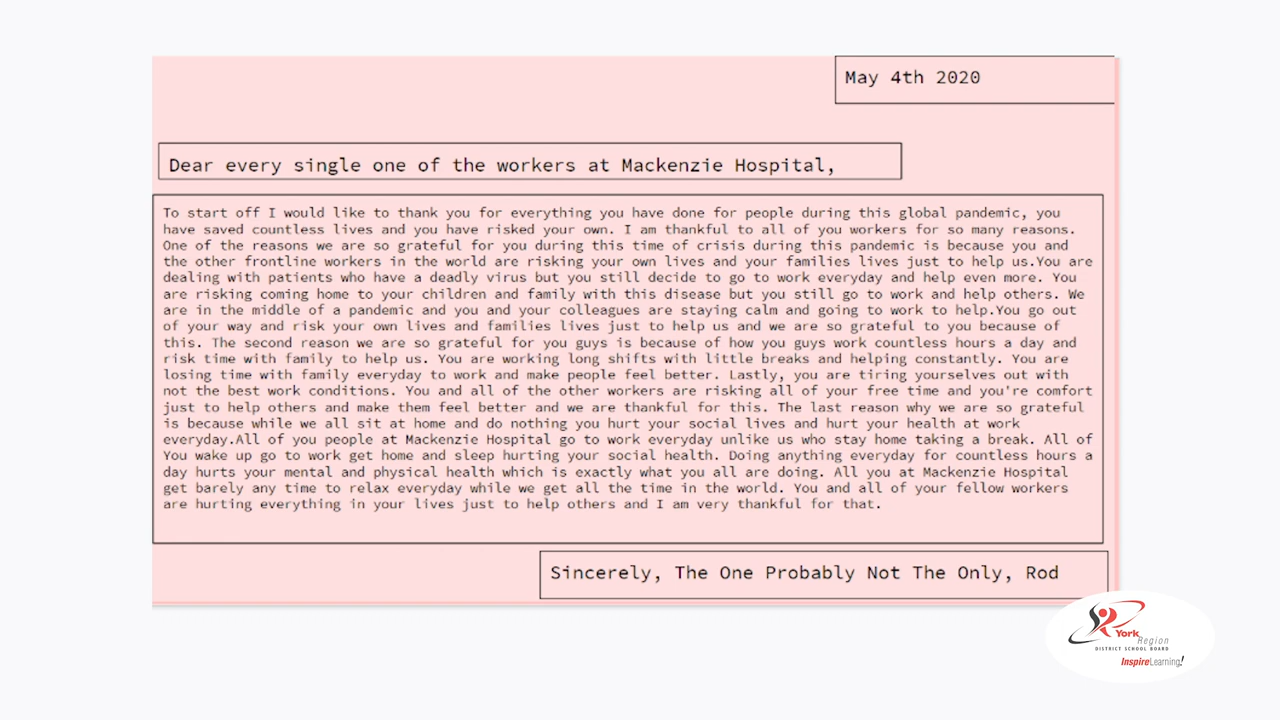 May 4th 2020
Dear every single one of the workers at Mackenzie Hospital,
To start off I would like to thank you for everything you have done for people during this global pandemic, you
have saved countless lives and you have risked your own. I am thankful to all of you workers for so many reasons.
One of the reasons we are so grateful for you during this time of crisis during this pandemic is because you and
the other frontline workers in the world are risking your own lives and your families lives just to help us.You are
dealing with patients who have a deadly virus but you still decide to go to work everyday and help even more. You
are risking coming home to your children and family with this disease but you still go to work and help others. We
are in the middle of a pandemic and you and your colleagues are staying calm and going to work to help.You go out
of your way and risk your own lives and families lives just to help us and we are so grateful to you because of
this. The second reason we are so grateful for you guys is because of how you guys work countless hours a day and
risk time with family to help us. You are working long shifts with little breaks and helping constantly. You are
losing time with family everyday to work and make people feel better. Lastly, you are tiring yourselves out with
not the best work conditions. You and all of the other workers are risking all of your free time and you're comfort
just to help others and make them feel better and we are thankful for this. The last reason why we are so grateful
is because while we all sit at home and do nothing you hurt your social lives and hurt your health at work
everyday.All of you people at Mackenzie Hospital go to work everyday unlike us who stay home taking a break. All of
You wake up go to work get home and sleep hurting your social health. Doing anything everyday for countless hours a
day hurts your mental and physical health which is exactly what you all are doing. All you at Mackenzie Hospital
get barely any time to relax everyday while we get all the time in the world. You and all of your fellow workers
are hurting everything in your lives just to help others and I am very thankful for that.
Sincerely, The One Probably Not The Only, Rod
York Region
DISTRICT SCHOOL BOARD
InspireLearning!